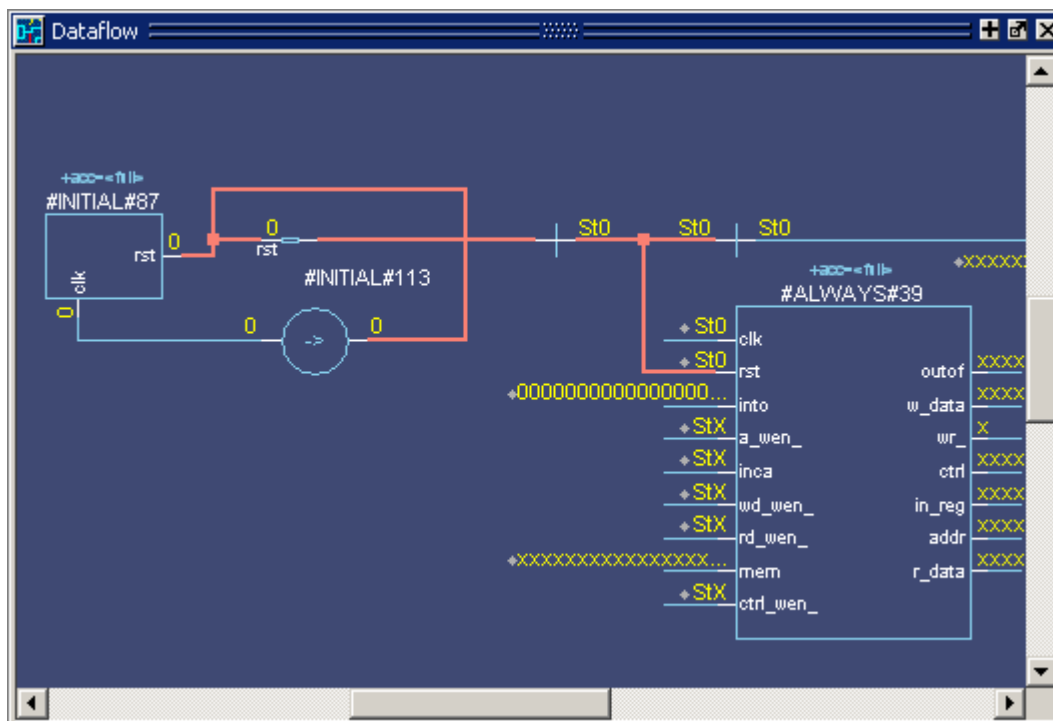 Dataflow
+acc=<full>
#INITIAL#87
rst
0
clk
0
0
rst
St0
St0
St0
#INITIAL#113
0
->
0
+acc=<full>
xxxxxx
#ALWAYS#39
St0
clk
St0
rst
outof
xxxx
0000000000000000...
into
w_data
xxxx
StX
a_wen_
wr_
x
StX
inca
ctrl
xxxx
StX
wd_wen_
in_reg
xxxx
StX
rd_wen_
addr
xxxx
xxxxxxxxxxxxxxxx...
mem
r_data
xxxx
StX
ctrl_wen_